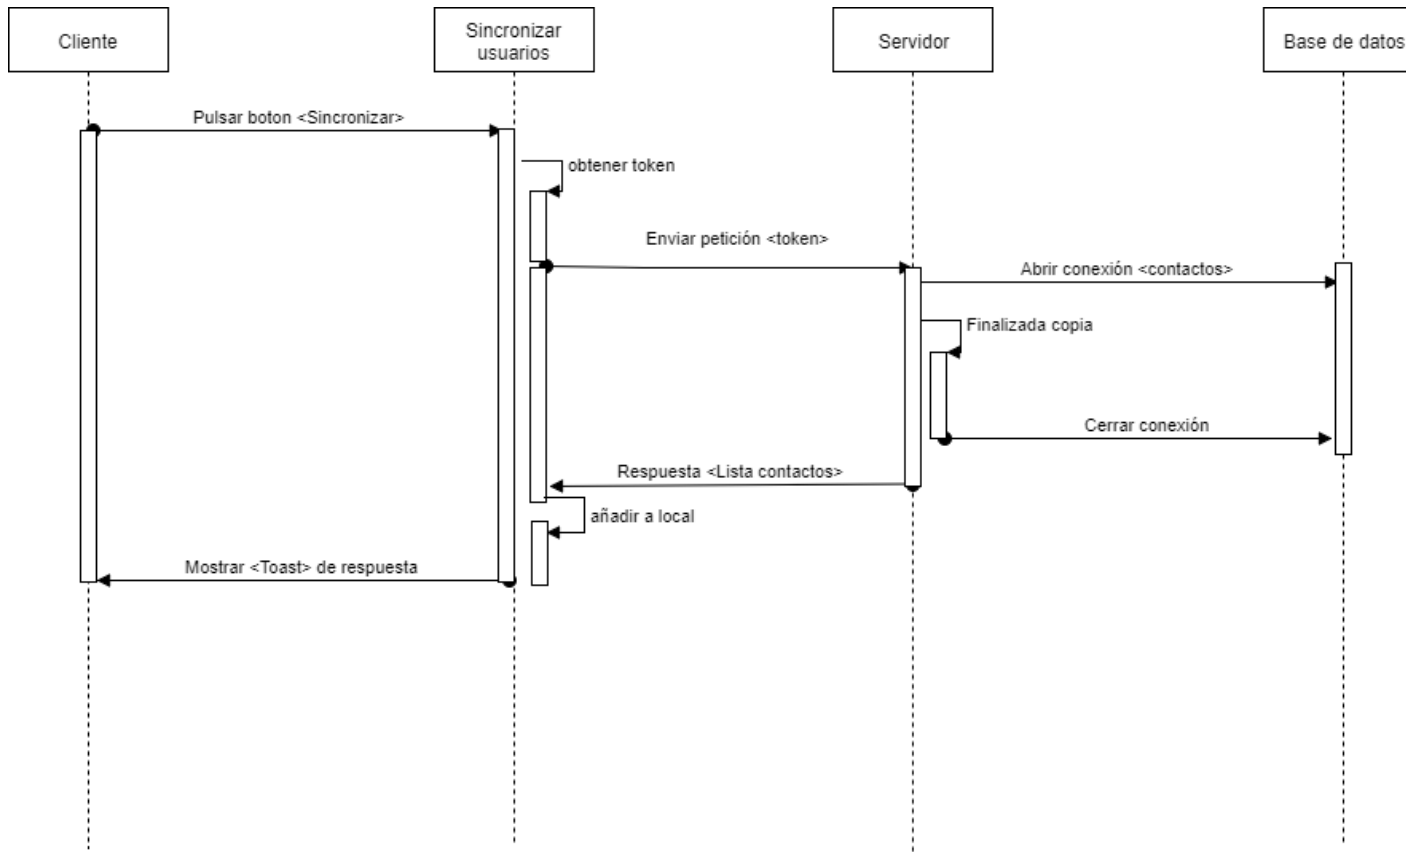 Cliente
Sincronizar
usuarios
Servidor
Base de datos
Pulsar boton <Sincronizar>
obtener token
Enviar petición <token>
Abrir conexión <contactos>
Finalizada copia
Cerrar conexión
Respuesta <Lista contactos>
añadir a local
Mostrar <Toast> de respuesta